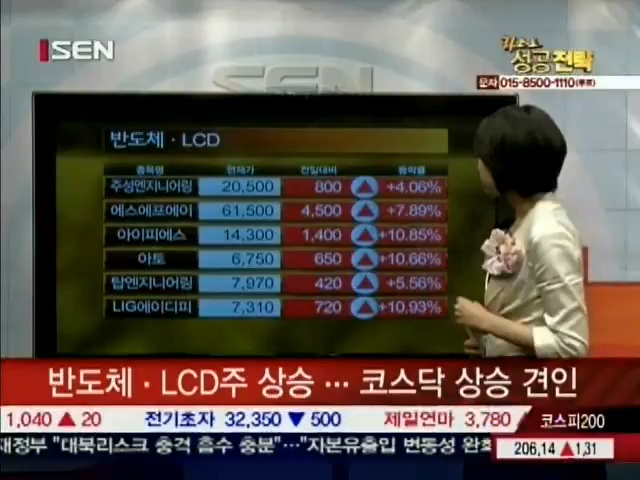 SEN
성공전략
문자 015-8500-1110(무료)
SEN
반도체 · LCD
종목명 현재가 전일대비 등락률
주성엔지니어링 20,500 800 ▲ +4.06%
에스에프에이 61,500 4,500 ▲ +7.89%
아이피에스 14,300 1,400 ▲ +10.85%
아토 6,750 650 ▲ +10.66%
탑엔지니어링 7,970 420 ▲ +5.56%
LIG에이디피 7,310 720 ▲ +10.93%
반도체 · LCD주 상승 … 코스닥 상승 견인
1,040 ▲ 20 전기초자 32,350 ▼ 500 제일연마 3,780 코스피200
재정부 "대북리스크 충격 흡수 충분"…"자본유출입 변동성 완화 206,14 ▲1,31